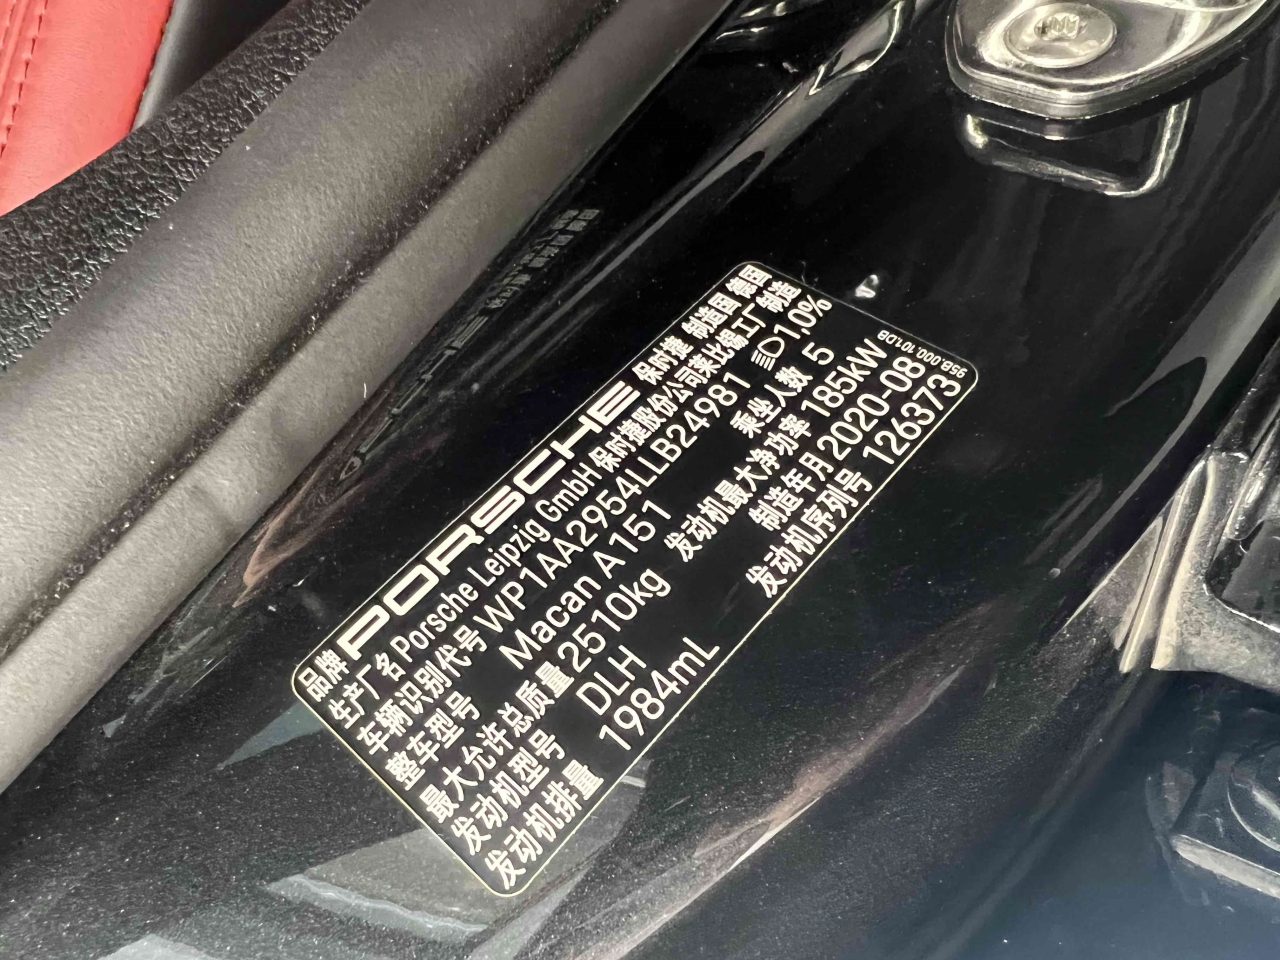 品牌 PORSCHE 保时捷 制造国 德国
生产厂名 Porsche Leipzig GmbH 保时捷股份公司莱比锡工厂制造
车辆识别代号 WP1AA2954LLB24981 1,0%
整车型号 Macan A151 乘坐人数 5
最大允许总质量 2510kg 发动机最大净功率 185kW
发动机型号 DLH 制造年月 2020-08
发动机排量 1984mL 发动机序列号 126373
95B.000.101.DB